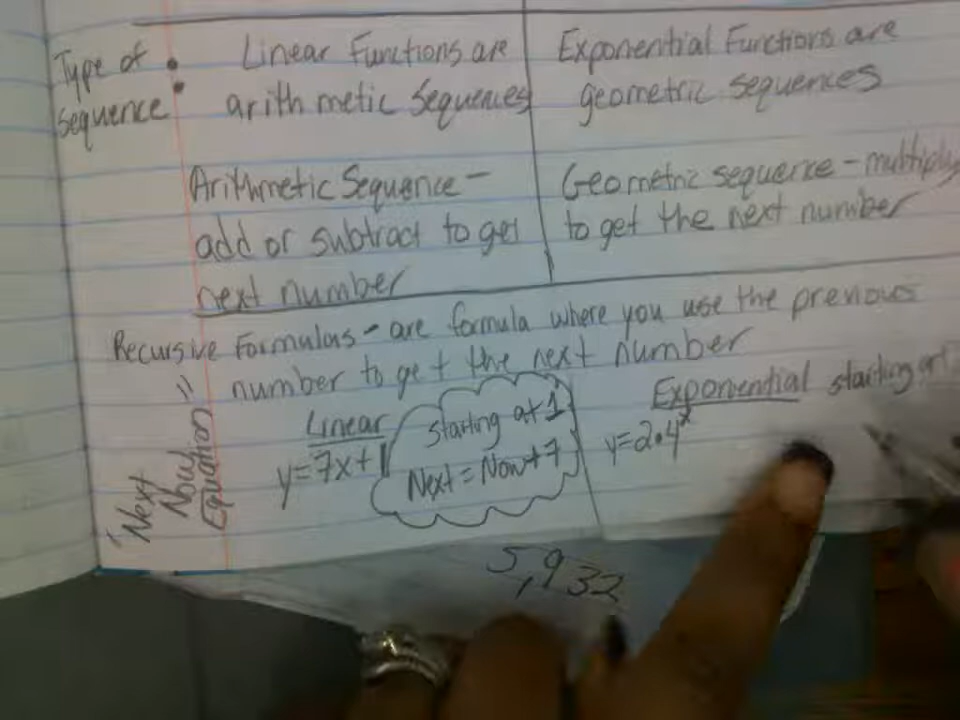 Type of sequence:
Linear Functions are
arithmetic sequences
Exponential Functions are
geometric sequences
Arithmetic Sequence -
add or subtract to get
next number
Geometric sequence - multiply
to get the next number
Recursive Formulas - are formula where you use the previous
number to get the next number
"Next
Now
Equation"
Linear
y=7x+1
Starting at 1
Next = Now + 7
Exponential starting at
y=2•4^x
5,932